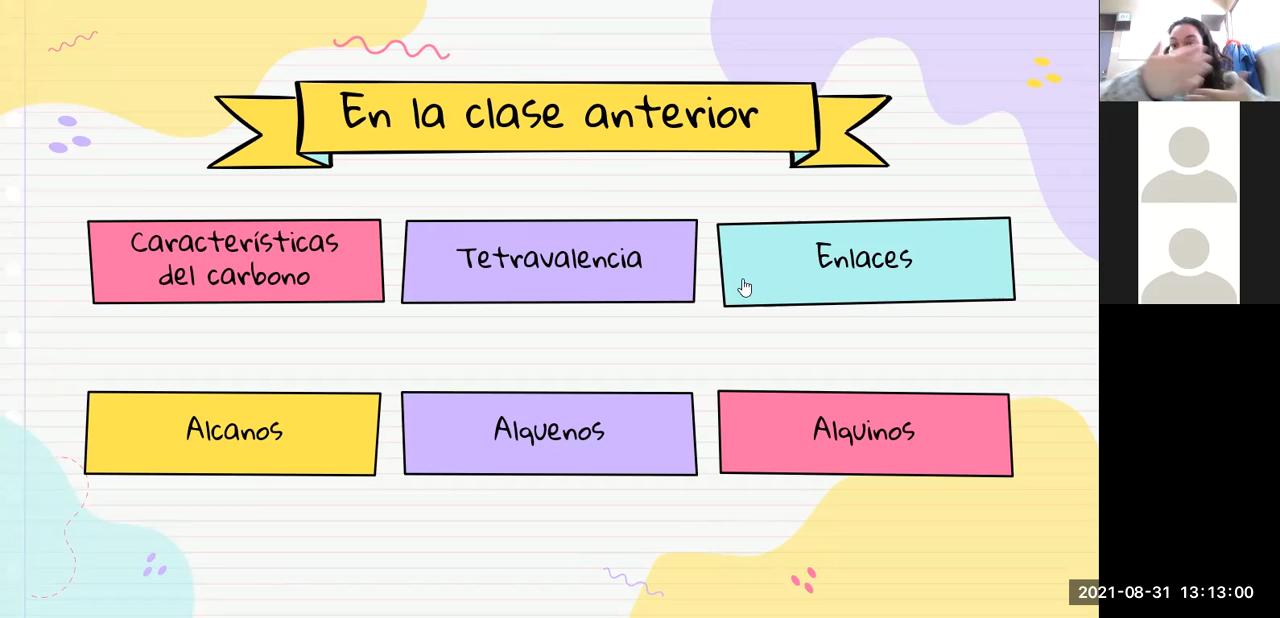 En la clase anterior
Características
del carbono
Tetravalencia
Enlaces
Alcanos
Alquenos
Alquinos
2021-08-31 13:13:00